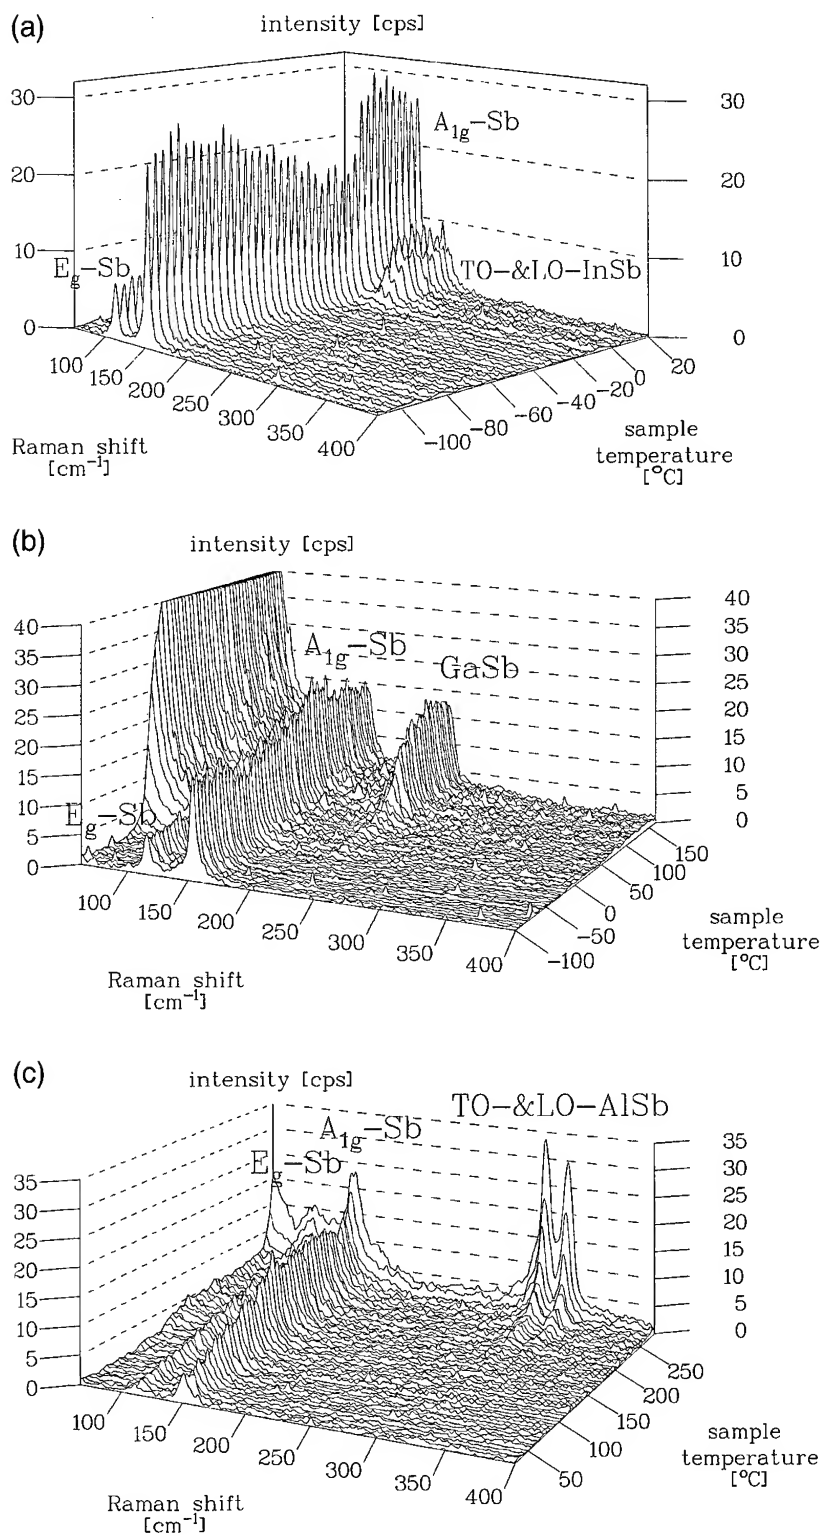 (a)
intensity [cps]
30
20
10
0
30
20
10
0
A1g-Sb
Eg-Sb
TO-&LO-InSb
100
150
200
250
300
350
400
-100
-80
-60
-40
-20
0
20
Raman shift
[cm-1]
sample
temperature
[°C]
(b)
intensity [cps]
40
35
30
25
20
15
10
5
0
40
35
30
25
20
15
10
5
0
A1g-Sb
GaSb
Eg-Sb
100
150
200
250
300
350
400
-100
-50
0
50
100
150
Raman shift
[cm-1]
sample
temperature
[°C]
(c)
intensity [cps]
TO-&LO-AlSb
A1g-Sb
Eg-Sb
35
30
25
20
15
10
5
0
35
30
25
20
15
10
5
0
100
150
200
250
300
350
400
50
100
150
200
250
Raman shift
[cm-1]
sample
temperature
[°C]